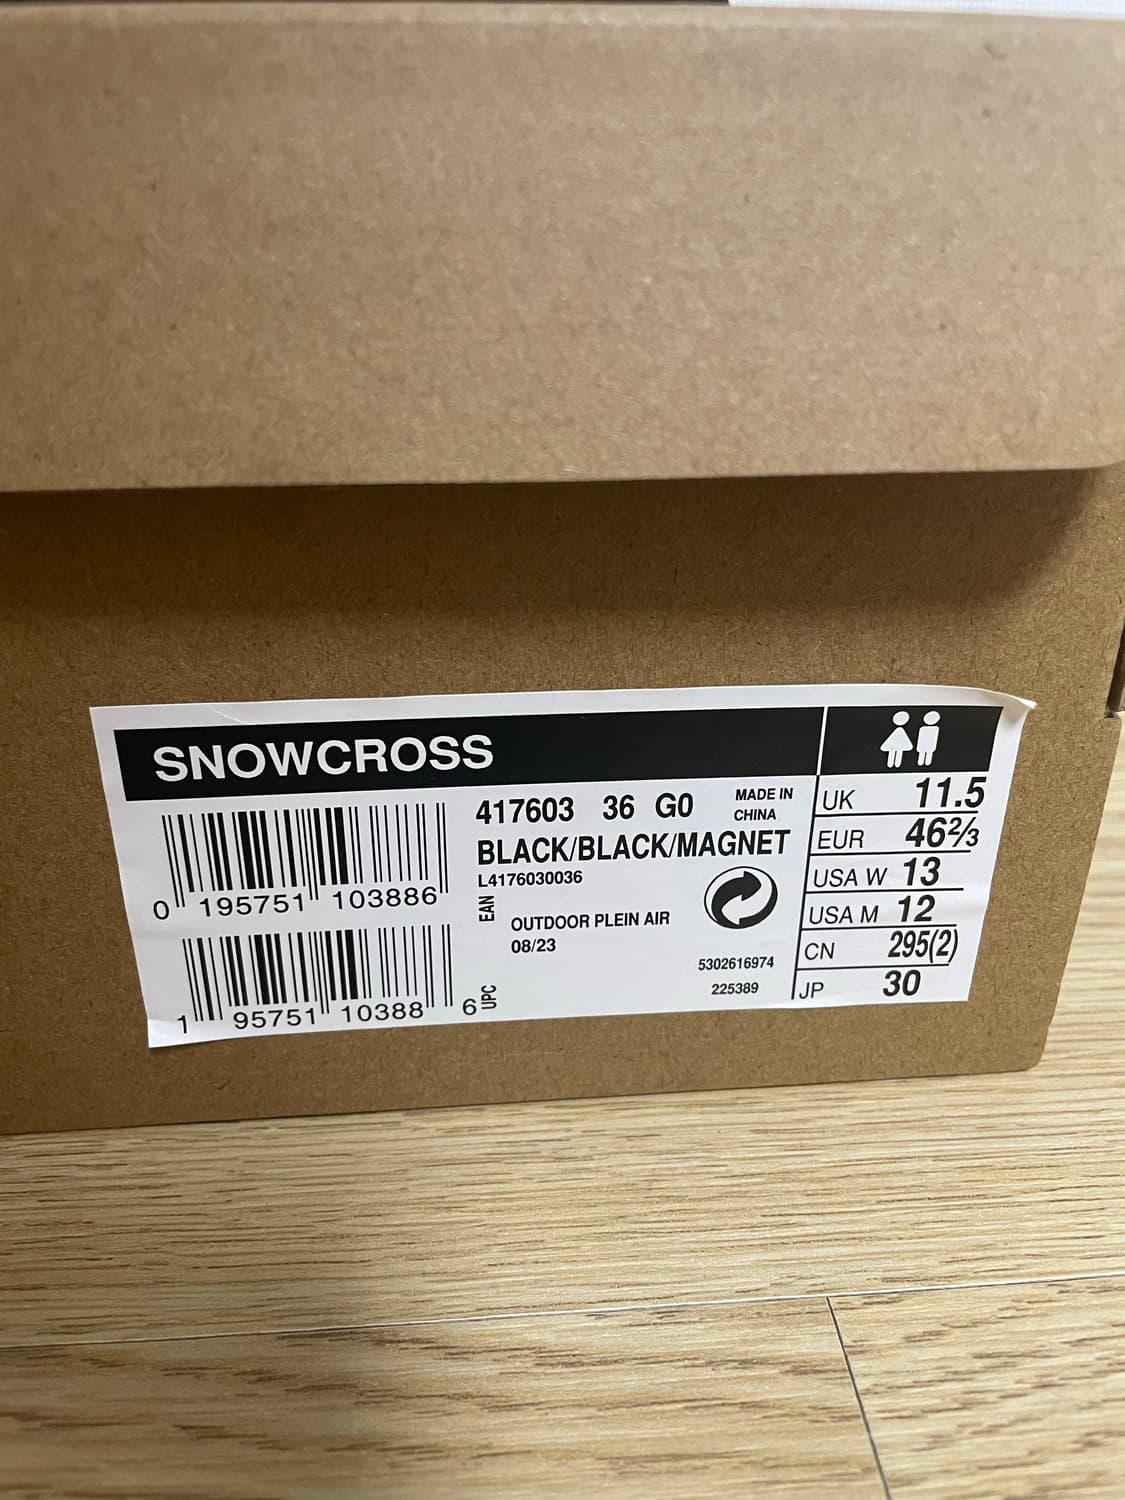 SNOWCROSS
0 195751 103886
EAN
1 95751 10388 6
UPC
417603 36 G0
MADE IN
CHINA
BLACK/BLACK/MAGNET
L4176030036
OUTDOOR PLEIN AIR
08/23
5302616974
225389
UK 11.5
EUR 46⅔
USA W 13
USA M 12
CN 295(2)
JP 30